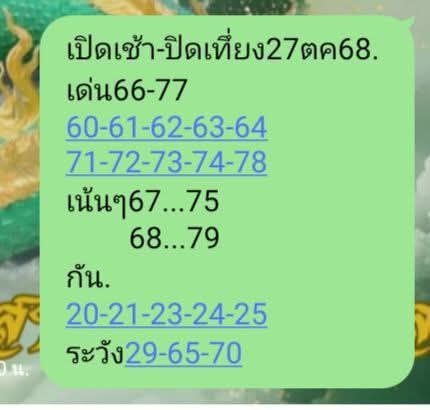 เปิดเช้า-ปิดเที่ยง27ตค68.
เด่น66-77
60-61-62-63-64
71-72-73-74-78
เน้นๆ67...75
68...79
กัน.
20-21-23-24-25
ระวัง29-65-70
น.